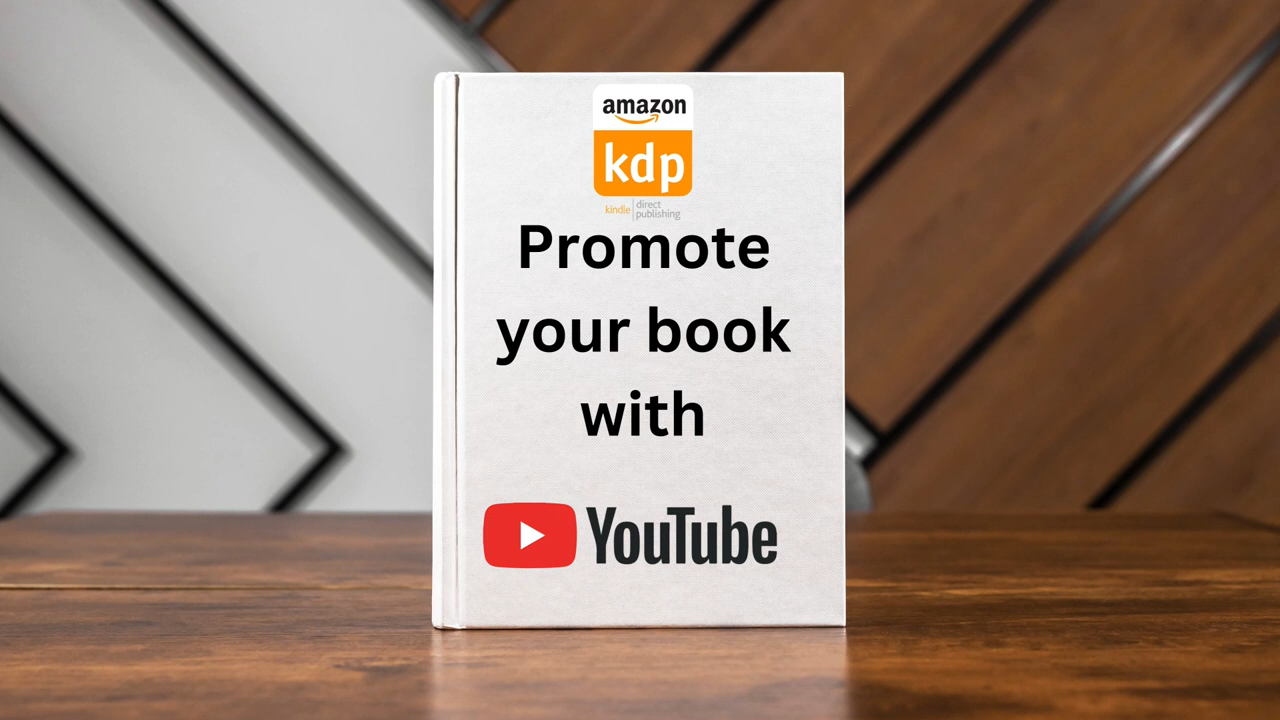 amazon
kdp
kindle direct
publishing
Promote
your book
with
YouTube